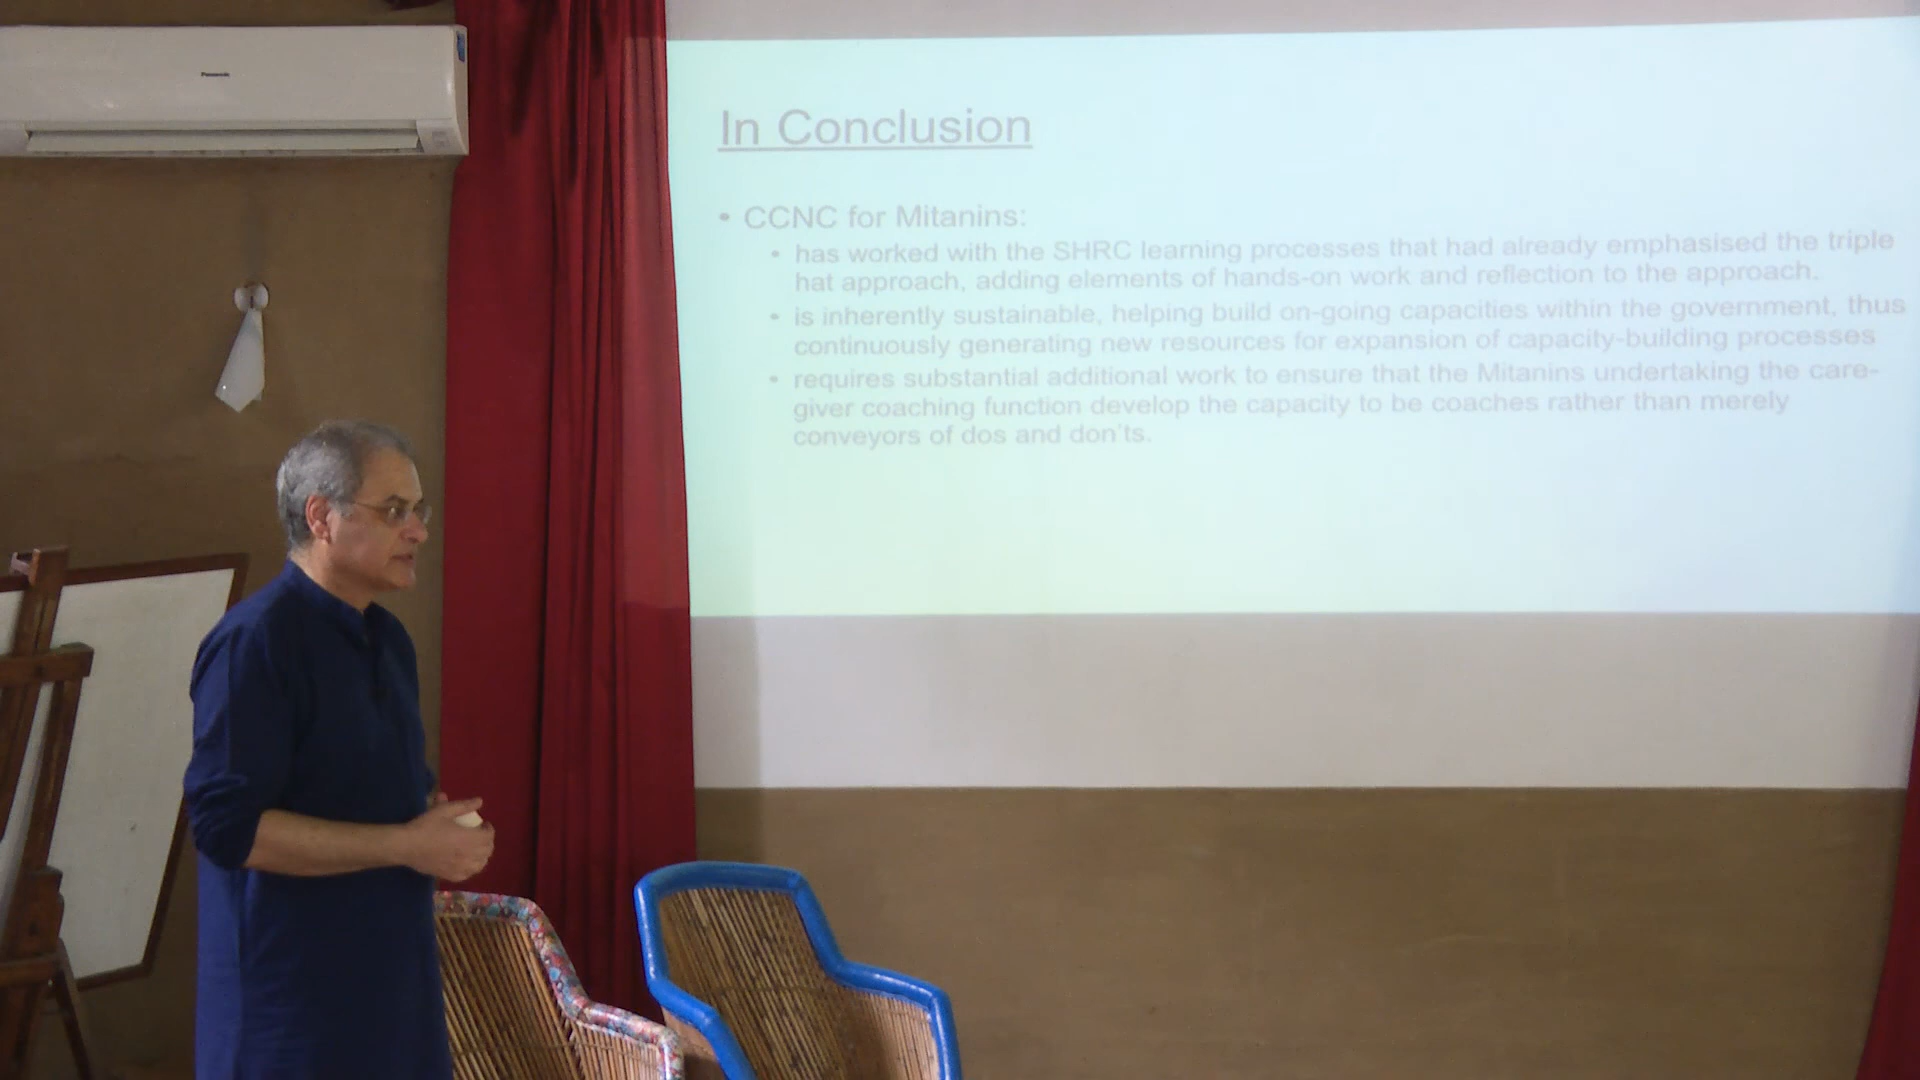 Panasonic
In Conclusion
• CCNC for Mitanins:
• has worked with the SHRC learning processes that had already emphasised the triple
hat approach, adding elements of hands-on work and reflection to the approach.
• is inherently sustainable, helping build on-going capacities within the government, thus
continuously generating new resources for expansion of capacity-building processes
• requires substantial additional work to ensure that the Mitanins undertaking the care-
giver coaching function develop the capacity to be coaches rather than merely
conveyors of dos and don'ts.